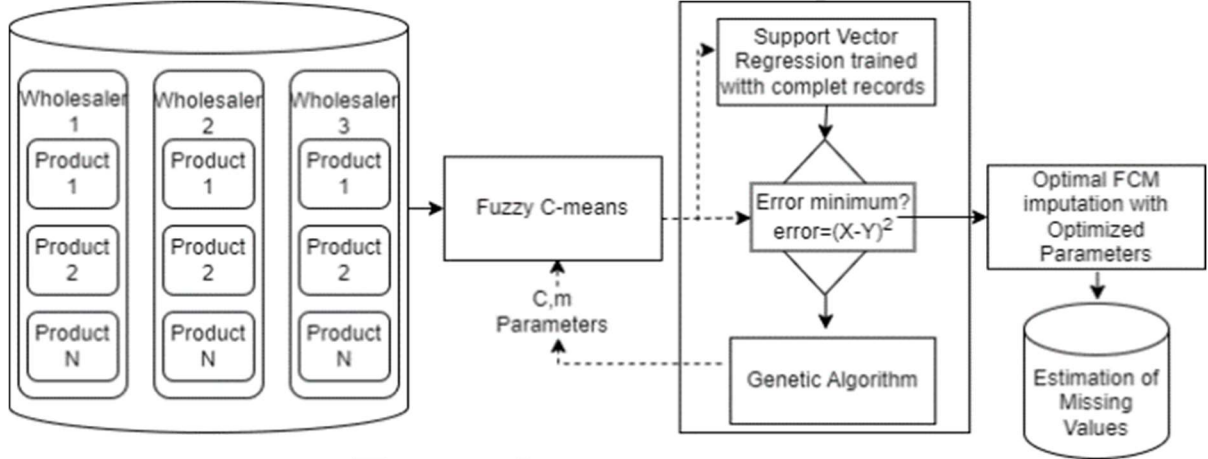 Wholesaler
1
Product
1
Product
2
Product
N
Wholesaler
2
Product
1
Product
2
Product
N
Wholesaler
3
Product
1
Product
2
Product
N
Fuzzy C-means
C,m
Parameters
Support Vector
Regression trained
witth complet records
Error minimum?
error=(X-Y)²
Genetic Algorithm
Optimal FCM
imputation with
Optimized
Parameters
Estimation of
Missing
Values